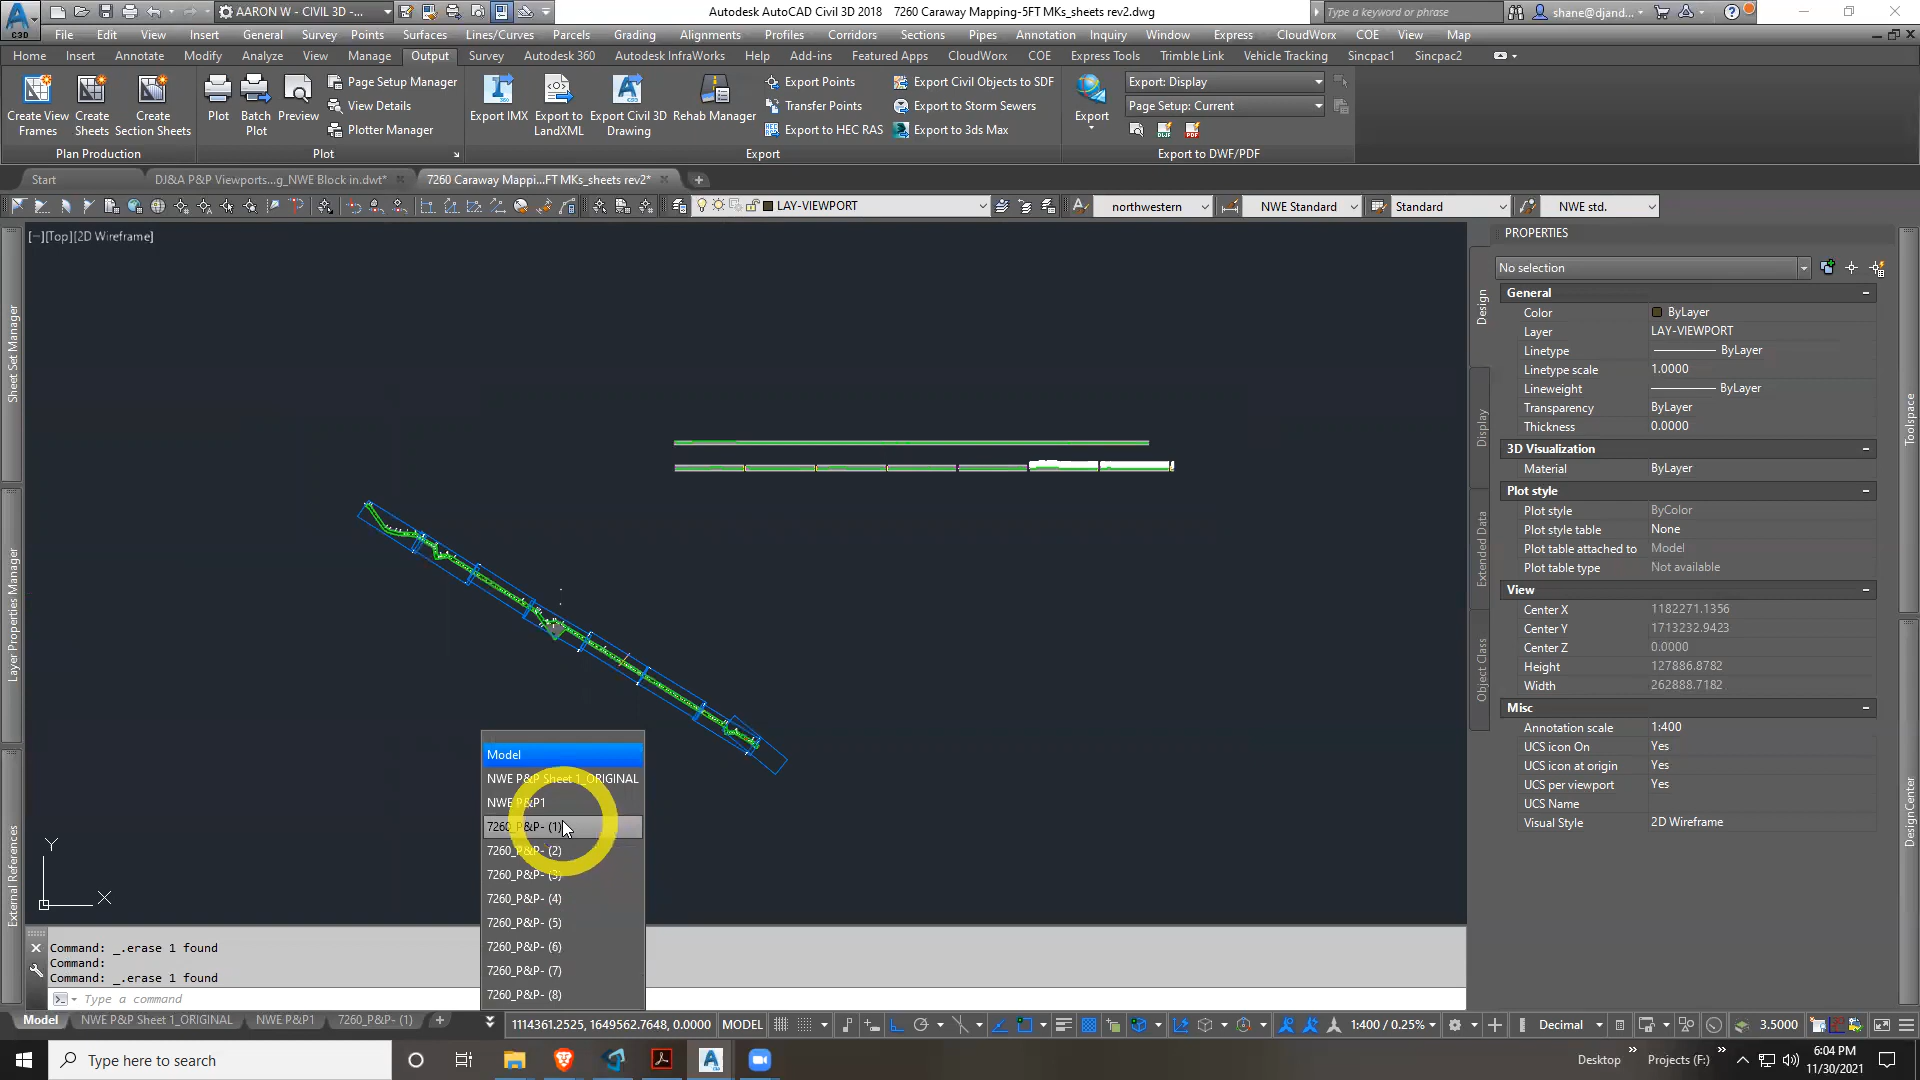 AARON W - CIVIL 3D -...
Autodesk AutoCAD Civil 3D 2018 7260 Caraway Mapping-5FT MKs_sheets rev2.dwg
Type a keyword or phrase
shane@djand...
C3D
File Edit View Insert General Survey Points Surfaces Lines/Curves Parcels Grading Alignments Profiles Corridors Sections Pipes Annotation Inquiry Window Express CloudWorx COE View Map
Home Insert Annotate Modify Analyze View Manage Output Survey Autodesk 360 Autodesk InfraWorks Help Add-ins Featured Apps CloudWorx COE Express Tools Trimble Link Vehicle Tracking Sincpac1 Sincpac2
Create View Frames
Create Sheets
Create Section Sheets
Plan Production
Plot
Batch Plot
Preview
Page Setup Manager
View Details
Plotter Manager
Plot
Export IMX
Export to LandXML
Export Civil 3D Drawing
Rehab Manager
Export Points
Transfer Points
Export to HEC RAS
Export Civil Objects to SDF
Export to Storm Sewers
Export to 3ds Max
Export
Export
Export: Display
Page Setup: Current
Export to DWF/PDF
Start
DJ&A P&P Viewports...g_NWE Block in.dwt*
7260 Caraway Mappi...FT MKs_sheets rev2*
LAY-VIEWPORT
northwestern
NWE Standard
Standard
NWE std.
[−][Top][2D Wireframe]
Sheet Set Manager
Layer Properties Manager
External References
Y
X
Model
NWE P&P Sheet 1_ORIGINAL
NWE P&P1
7260_P&P- (1)
7260_P&P- (2)
7260_P&P- (3)
7260_P&P- (4)
7260_P&P- (5)
7260_P&P- (6)
7260_P&P- (7)
7260_P&P- (8)
PROPERTIES
No selection
Design
Display
Extended Data
Object Class
General
Color ByLayer
Layer LAY-VIEWPORT
Linetype ByLayer
Linetype scale 1.0000
Lineweight ByLayer
Transparency ByLayer
Thickness 0.0000
3D Visualization
Material ByLayer
Plot style
Plot style ByColor
Plot style table None
Plot table attached to Model
Plot table type Not available
View
Center X 1182271.1356
Center Y 1713232.9423
Center Z 0.0000
Height 127886.8782
Width 262888.7182
Misc
Annotation scale 1:400
UCS icon On Yes
UCS icon at origin Yes
UCS per viewport Yes
UCS Name
Visual Style 2D Wireframe
Toolspace
DesignCenter
Command: _.erase 1 found
Command:
Command: _.erase 1 found
Type a command
Model NWE P&P Sheet 1_ORIGINAL NWE P&P1 7260_P&P- (1)
1114361.2525, 1649562.7648, 0.0000 MODEL
1:400 / 0.25%
Decimal
3.5000
Type here to search
Desktop
Projects (F:)
6:04 PM
11/30/2021